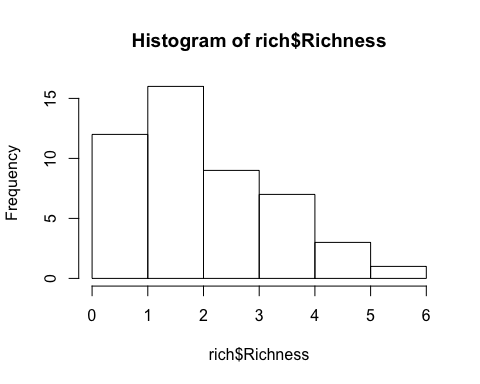 Histogram of rich$Richness
Frequency
15
10
5
0
0 1 2 3 4 5 6
rich$Richness